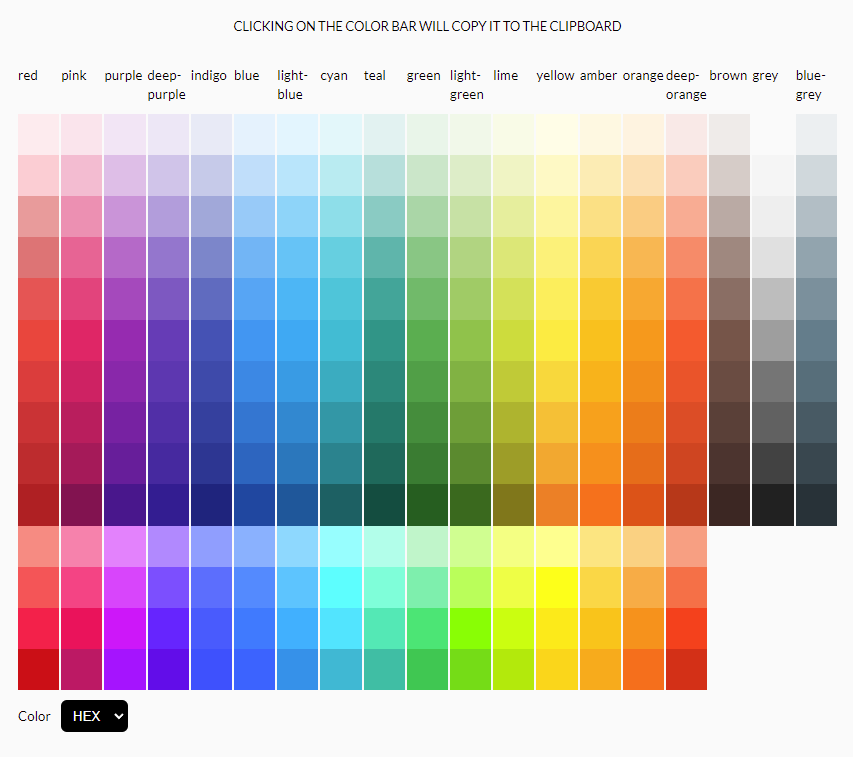 CLICKING ON THE COLOR BAR WILL COPY IT TO THE CLIPBOARD
red pink purple deep-purple indigo blue light-blue cyan teal green light-green lime yellow amber orange deep-orange brown grey blue-grey
Color HEX